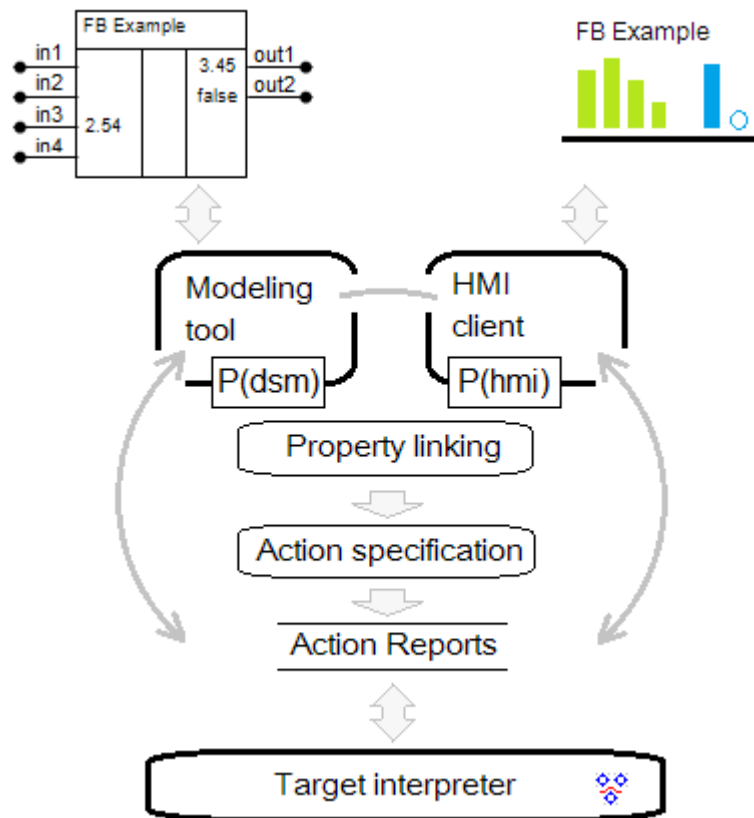 FB Example
in1
in2
in3
in4
2.54
3.45
false
out1
out2
FB Example
Modeling
tool
P(dsm)
HMI
client
P(hmi)
Property linking
Action specification
Action Reports
Target interpreter